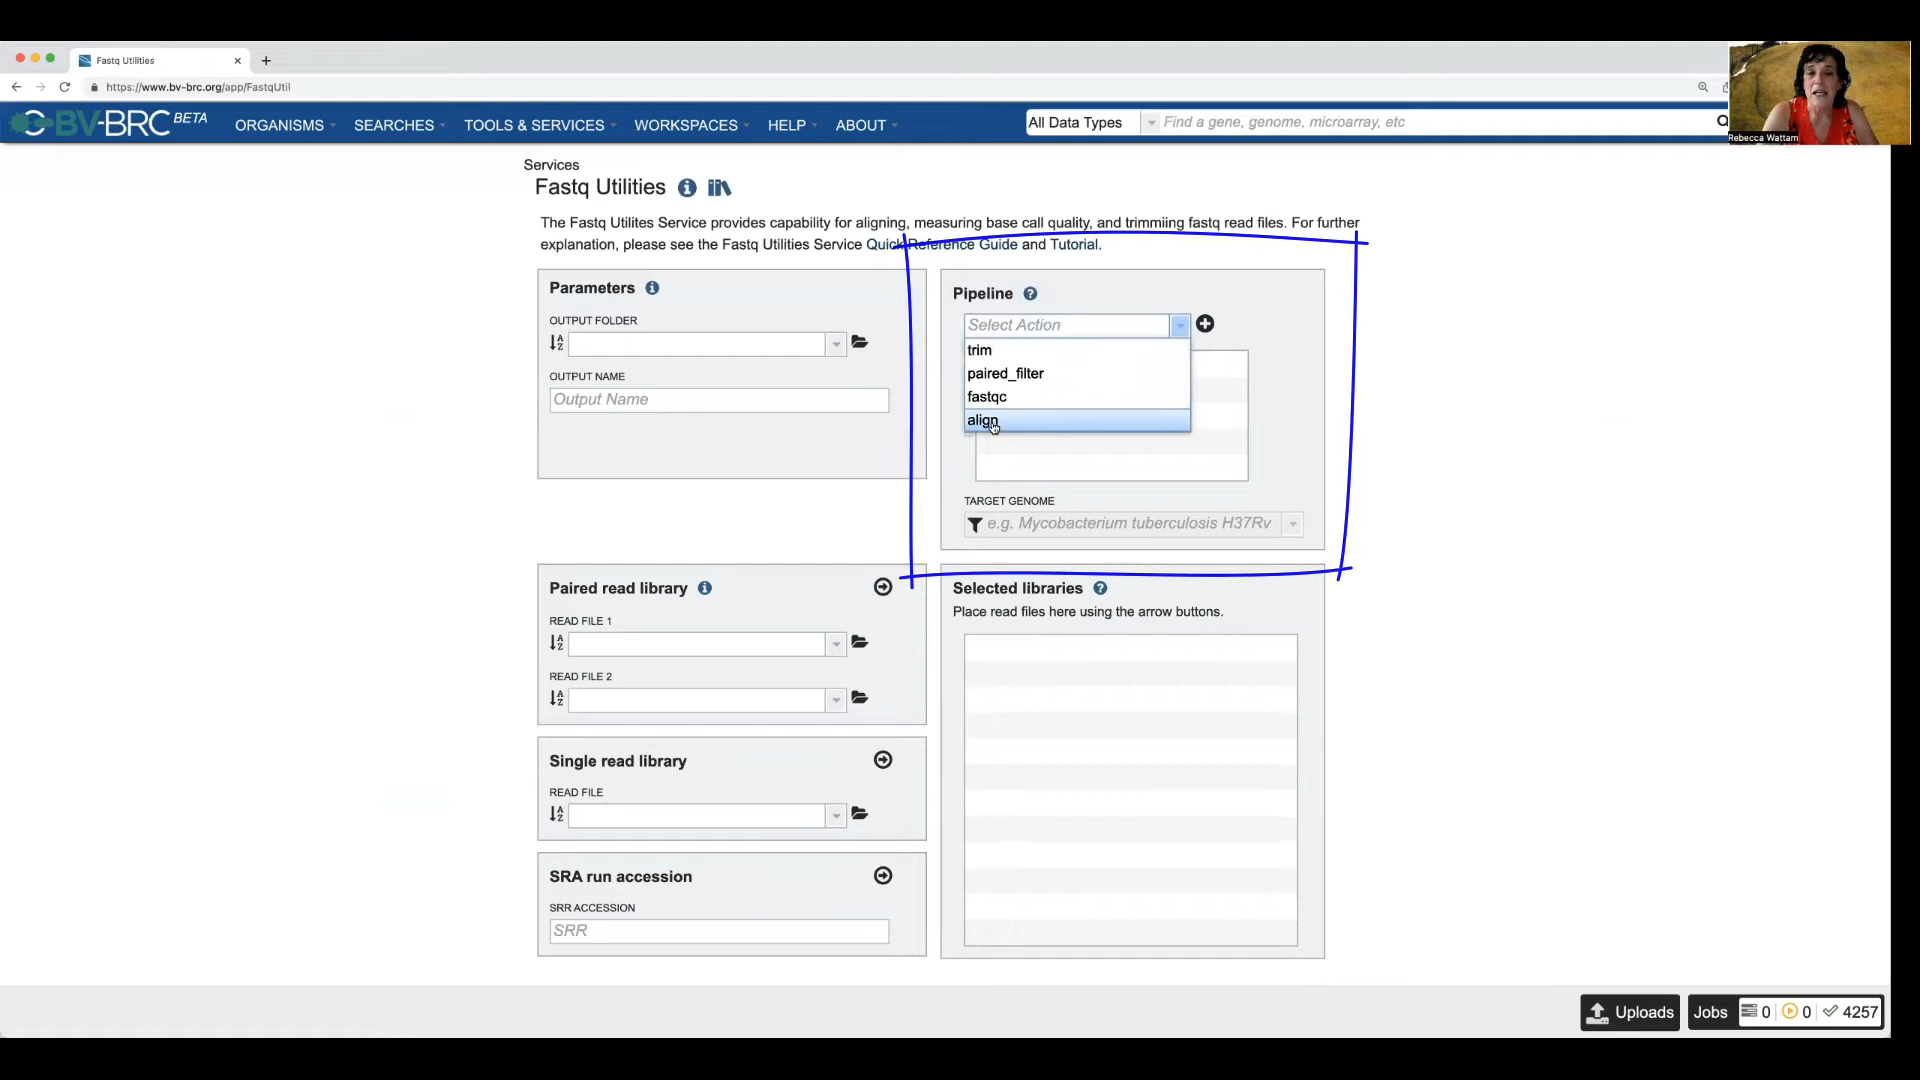 Fastq Utilities
https://www.bv-brc.org/app/FastqUtil
BV-BRC BETA
ORGANISMS
SEARCHES
TOOLS & SERVICES
WORKSPACES
HELP
ABOUT
All Data Types
Find a gene, genome, microarray, etc
Rebecca Wattam
Services
Fastq Utilities
The Fastq Utilites Service provides capability for aligning, measuring base call quality, and trimmiing fastq read files. For further
explanation, please see the Fastq Utilities Service Quick Reference Guide and Tutorial.
Parameters
OUTPUT FOLDER
OUTPUT NAME
Output Name
Pipeline
Select Action
trim
paired_filter
fastqc
align
TARGET GENOME
e.g. Mycobacterium tuberculosis H37Rv
Paired read library
READ FILE 1
READ FILE 2
Single read library
READ FILE
SRA run accession
SRR ACCESSION
SRR
Selected libraries
Place read files here using the arrow buttons.
Uploads
Jobs 0 0 4257